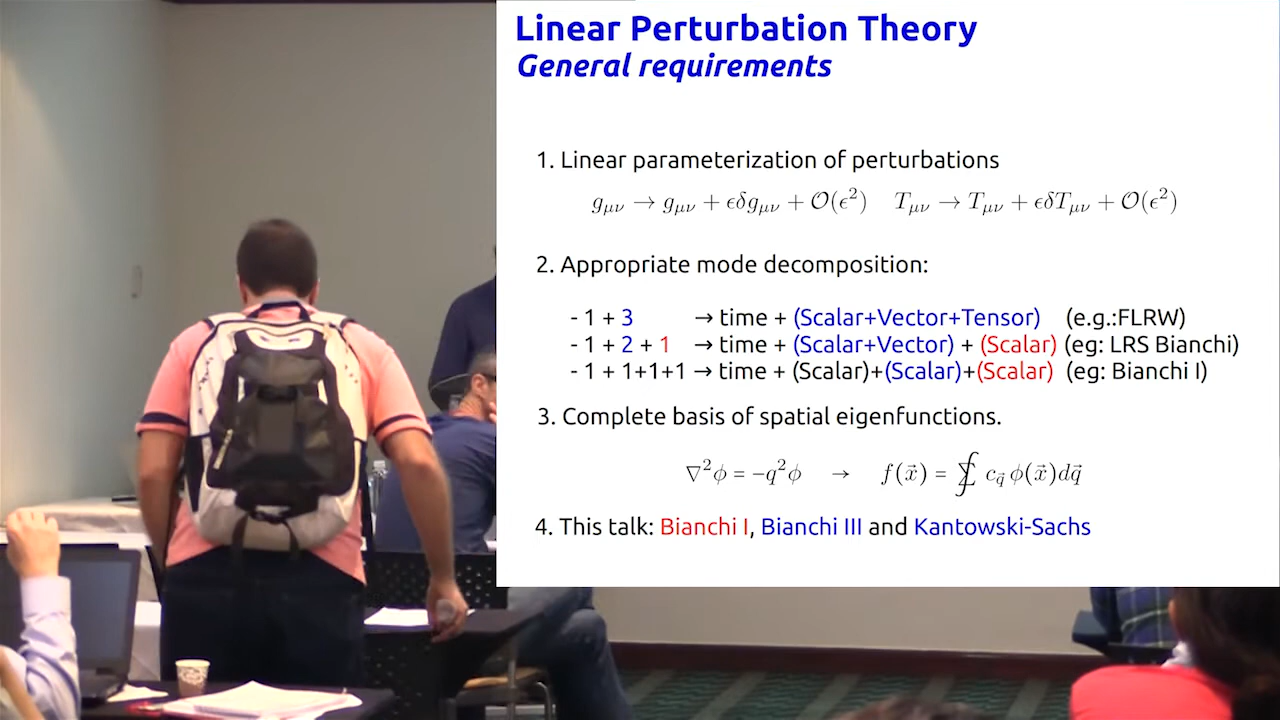 Linear Perturbation Theory
General requirements
1. Linear parameterization of perturbations
g_{μν} → g_{μν} + ϵδg_{μν} + 𝒪(ϵ²)  T_{μν} → T_{μν} + ϵδT_{μν} + 𝒪(ϵ²)
2. Appropriate mode decomposition:
- 1 + 3 → time + (Scalar+Vector+Tensor) (e.g.:FLRW)
- 1 + 2 + 1 → time + (Scalar+Vector) + (Scalar) (eg: LRS Bianchi)
- 1 + 1+1+1 → time + (Scalar)+(Scalar)+(Scalar) (eg: Bianchi I)
3. Complete basis of spatial eigenfunctions.
∇²ϕ = −q²ϕ → f(x⃗) = ⨋ c_{q⃗} ϕ(x⃗)dq⃗
4. This talk: Bianchi I, Bianchi III and Kantowski-Sachs